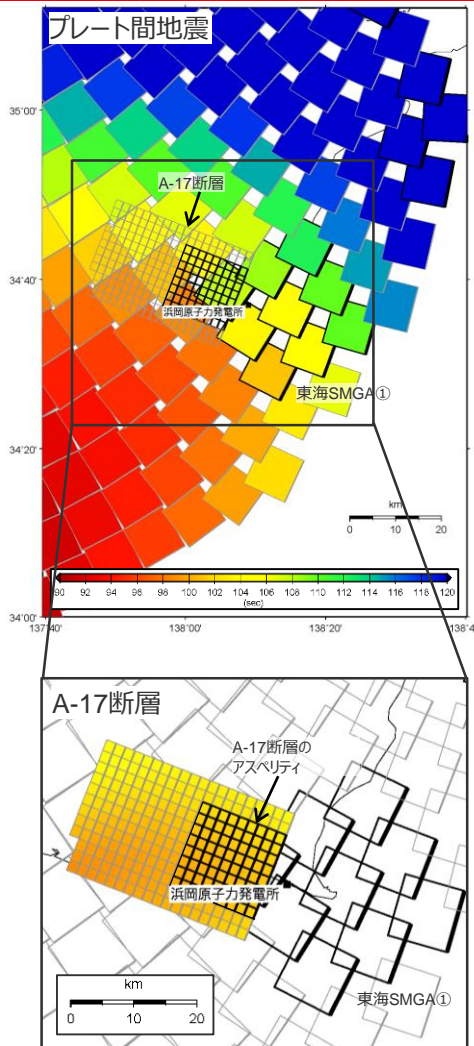 プレート間地震
35°00'
A-17断層
34°40'
浜岡原子力発電所
東海SMGA①
34°20'
km
0 10 20
90 92 94 96 98 100 102 104 106 108 110 112 114 116 118 120
(sec)
34°00'
137°40' 138°00' 138°20'
A-17断層
A-17断層の
アスペリティ
浜岡原子力発電所
km
0 10 20
東海SMGA①